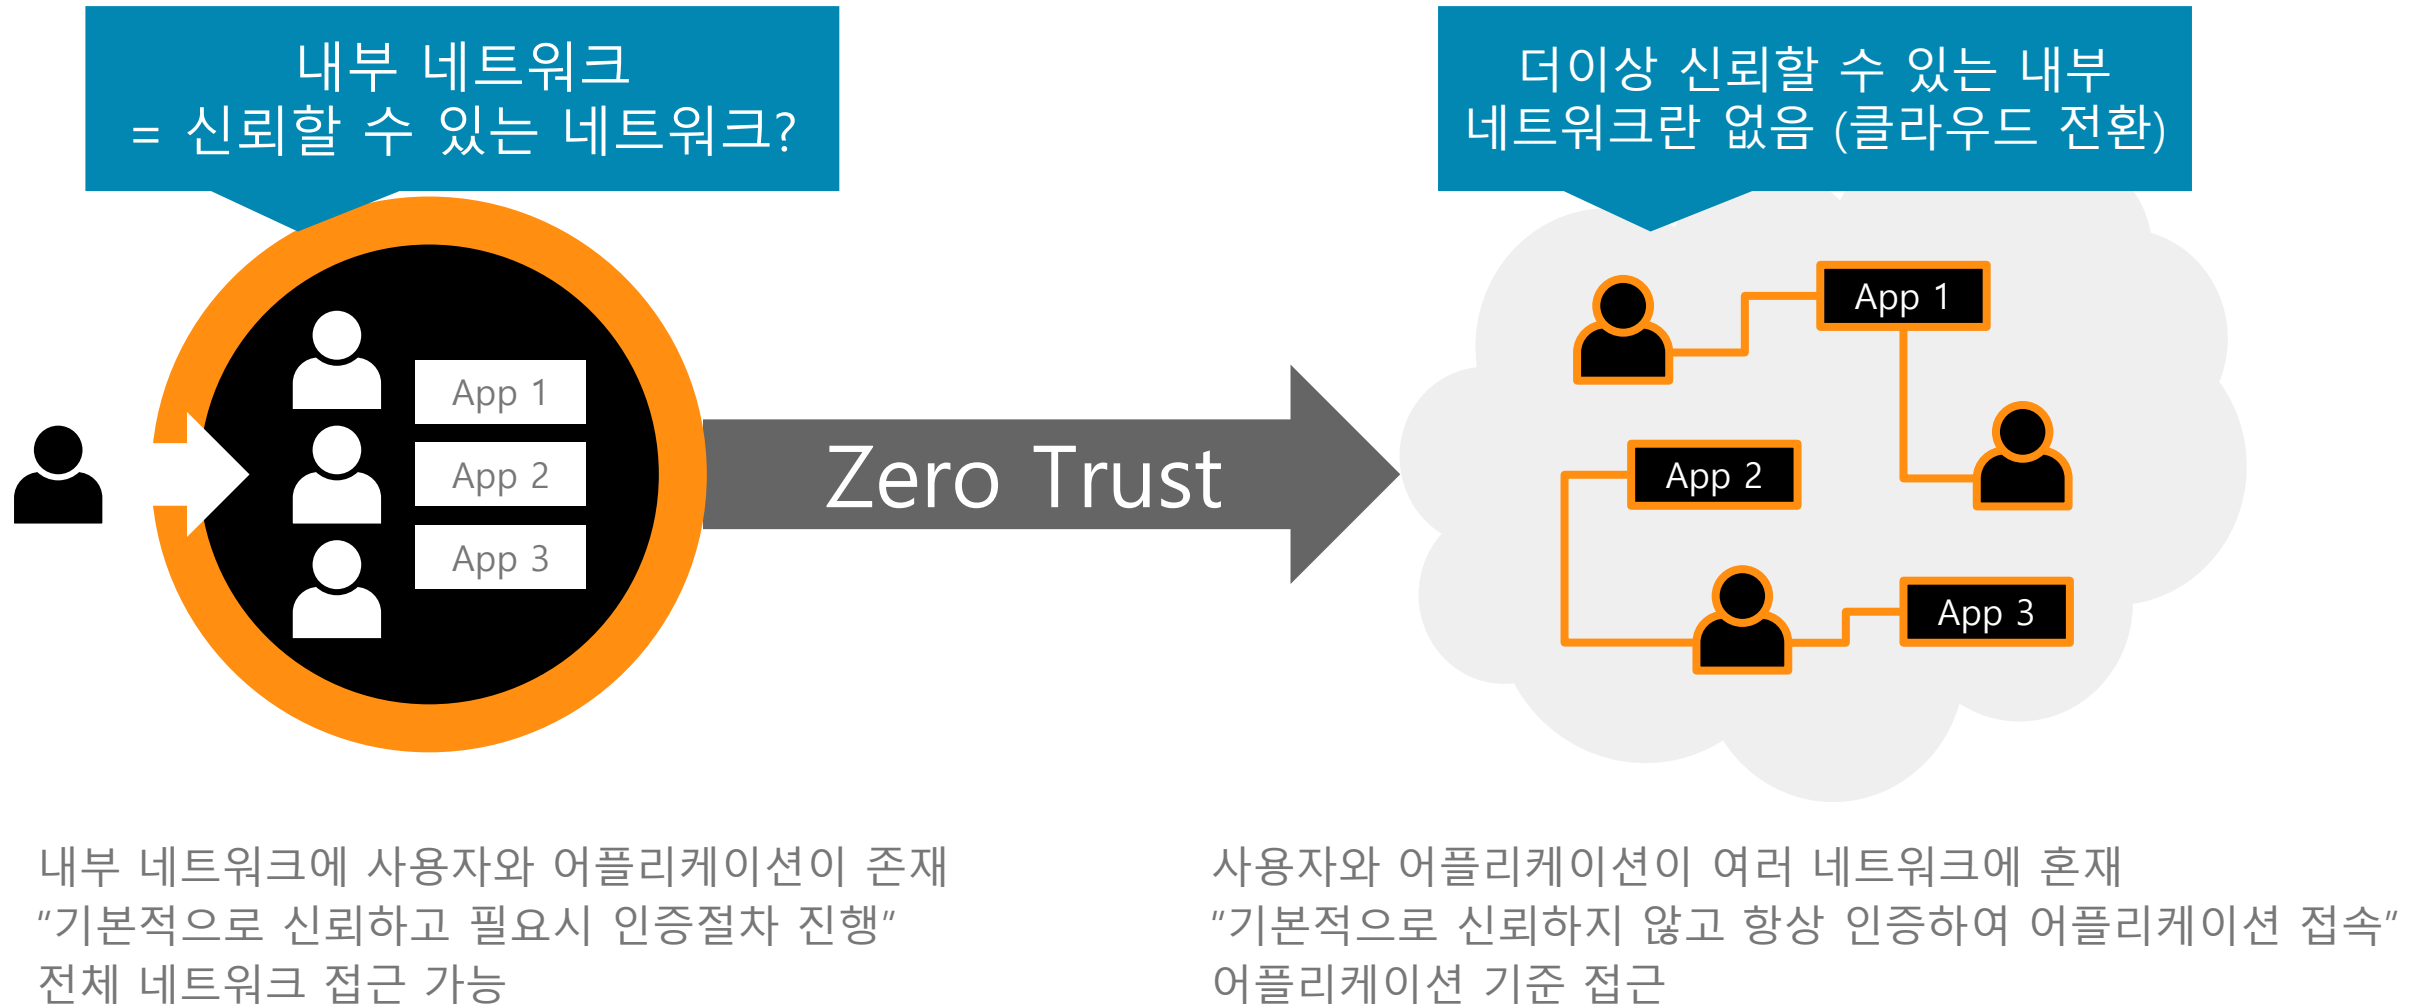 내부 네트워크
= 신뢰할 수 있는 네트워크?
더이상 신뢰할 수 있는 내부
네트워크란 없음 (클라우드 전환)
App 1
App 2
App 3
Zero Trust
App 1
App 2
App 3
내부 네트워크에 사용자와 어플리케이션이 존재
"기본적으로 신뢰하고 필요시 인증절차 진행"
전체 네트워크 접근 가능
사용자와 어플리케이션이 여러 네트워크에 혼재
"기본적으로 신뢰하지 않고 항상 인증하여 어플리케이션 접속"
어플리케이션 기준 접근